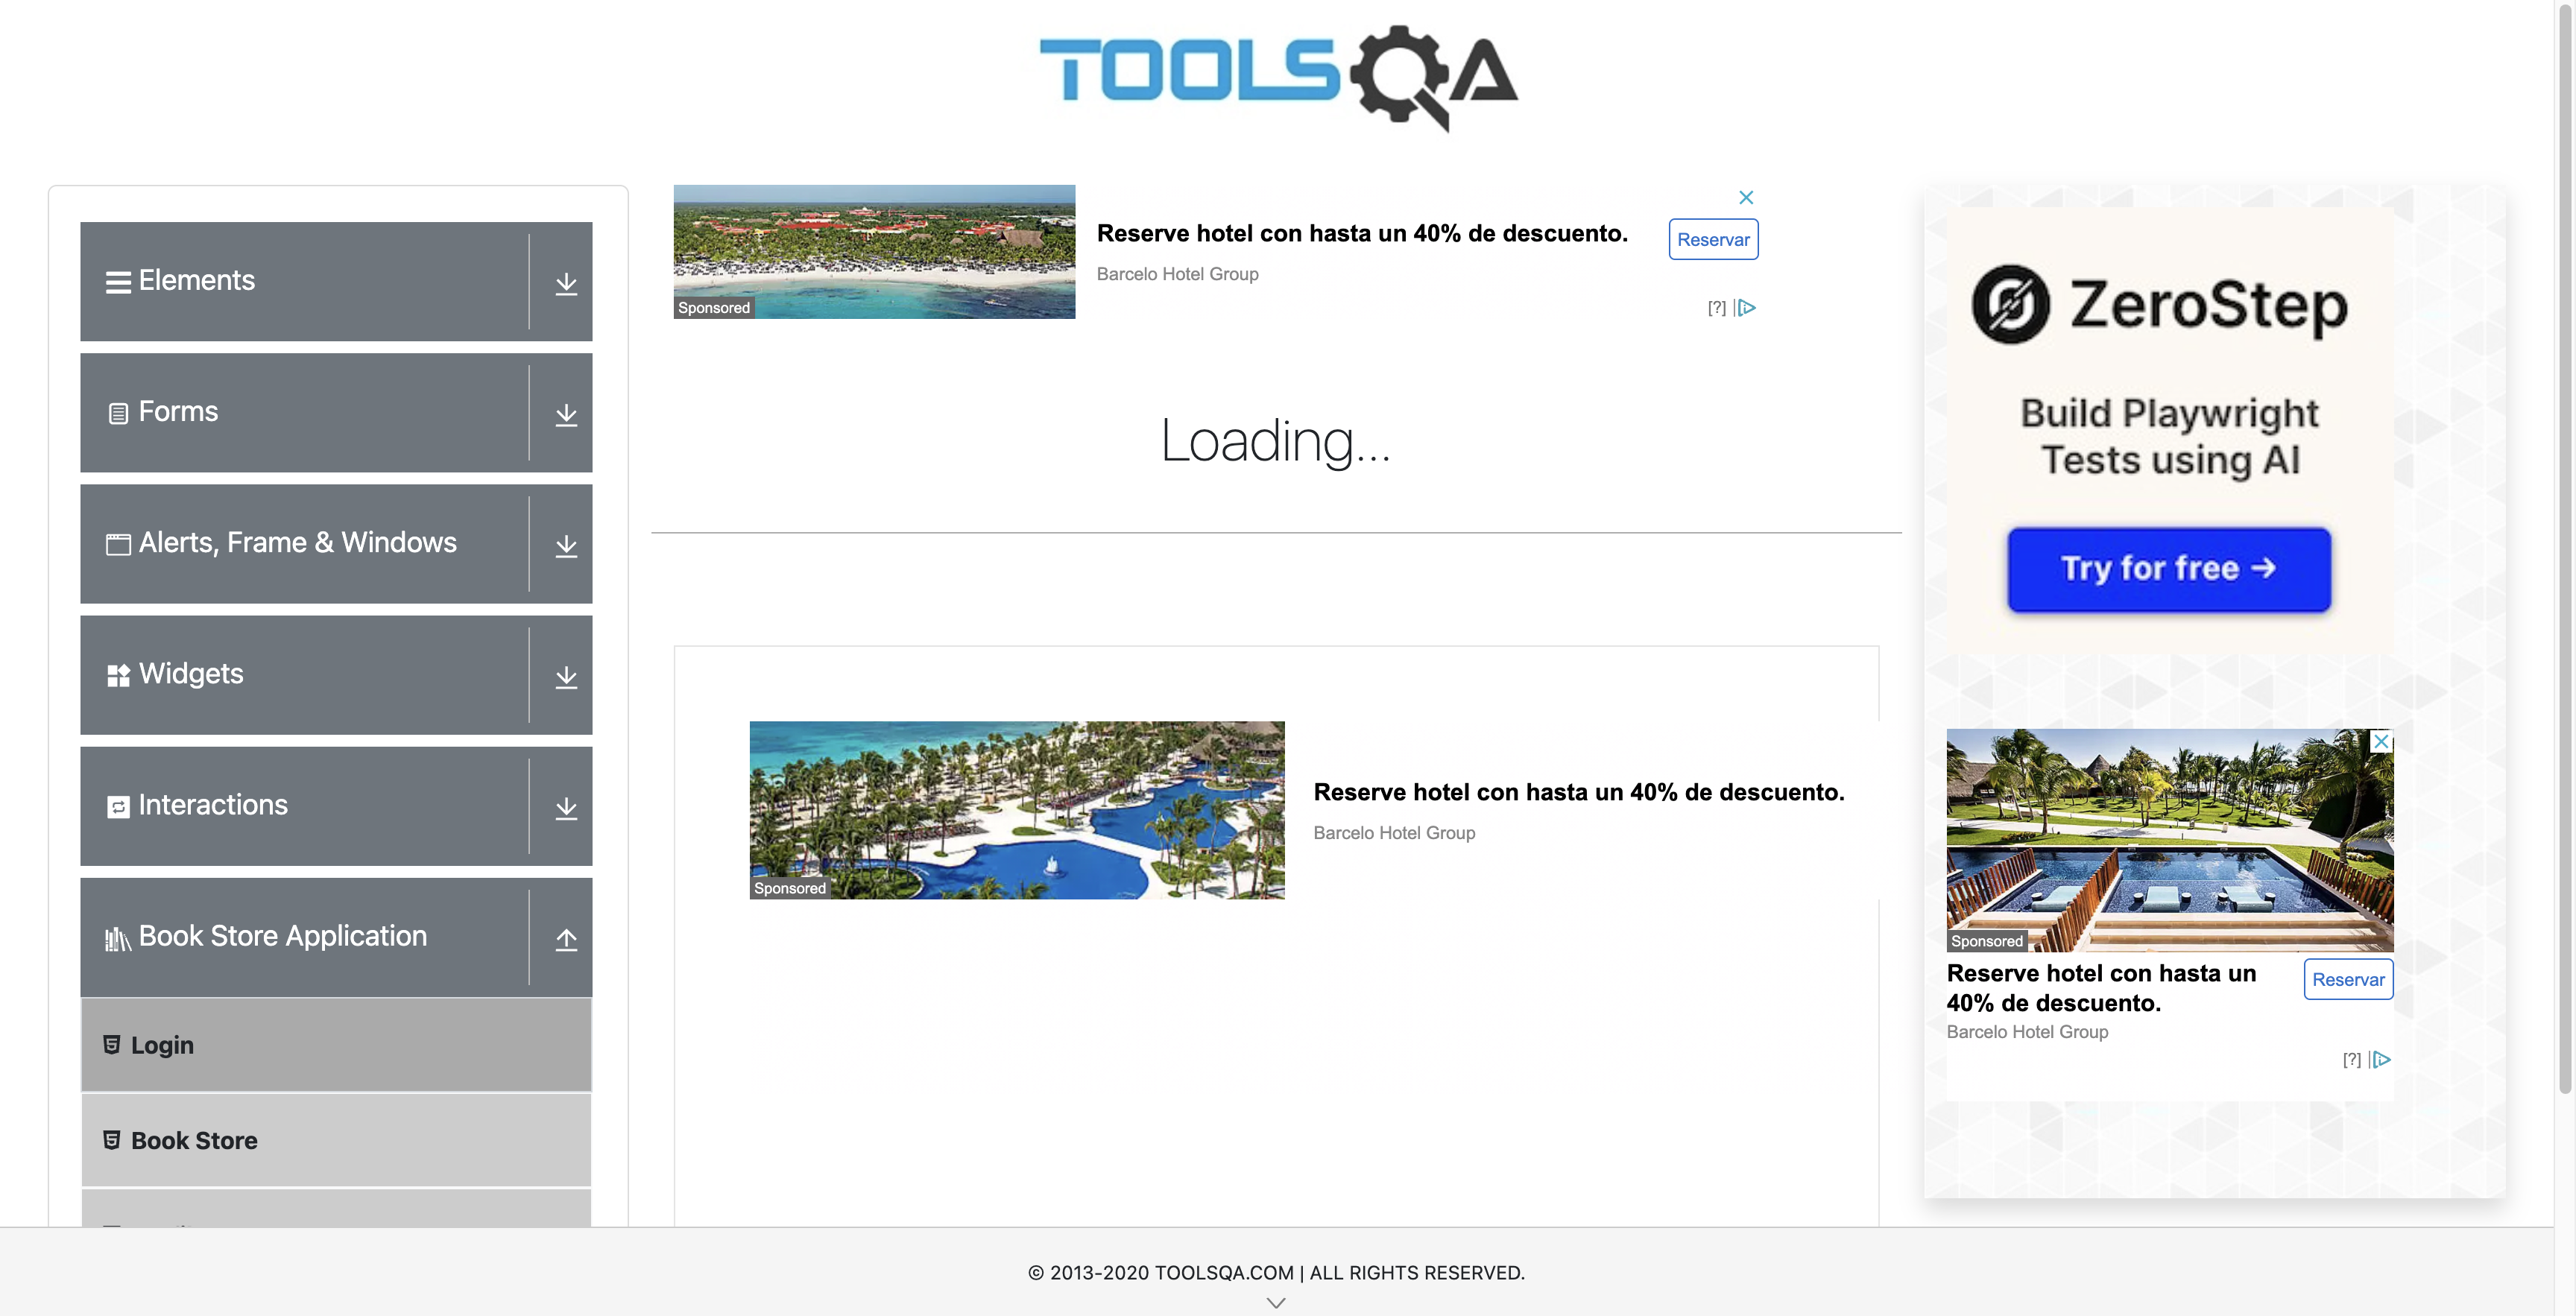 TOOLSQA
Elements
Forms
Alerts, Frame & Windows
Widgets
Interactions
Book Store Application
Login
Book Store
Sponsored
Reserve hotel con hasta un 40% de descuento.
Barcelo Hotel Group
Reservar
[?]
Loading...
Sponsored
Reserve hotel con hasta un 40% de descuento.
Barcelo Hotel Group
ZeroStep
Build Playwright
Tests using AI
Try for free →
Sponsored
Reserve hotel con hasta un
40% de descuento.
Reservar
Barcelo Hotel Group
[?]
© 2013-2020 TOOLSQA.COM | ALL RIGHTS RESERVED.